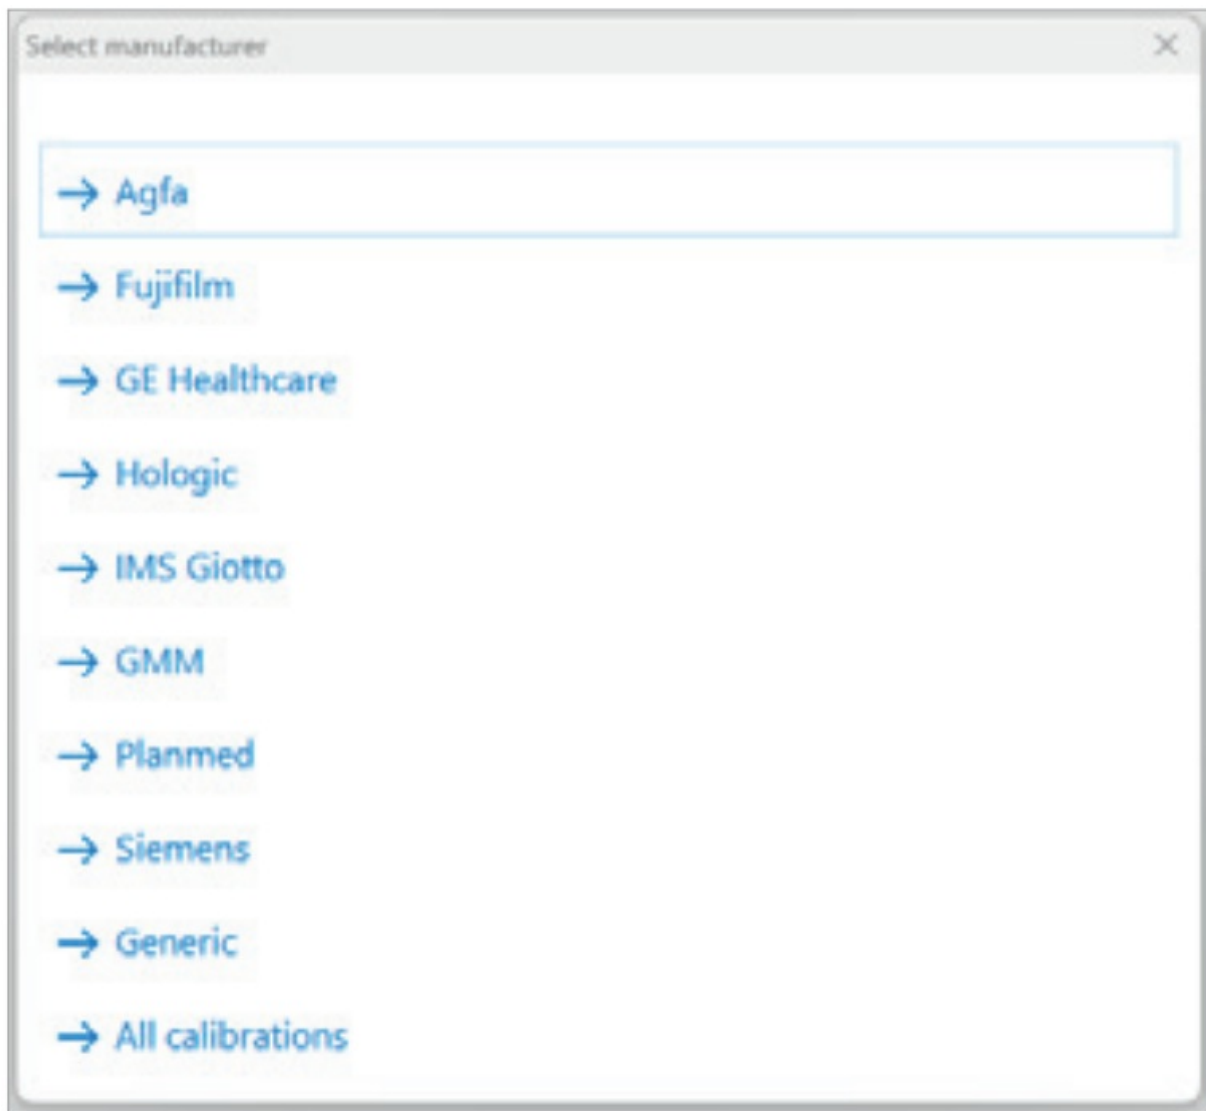 Select manufacturer
Agfa
Fujifilm
GE Healthcare
Hologic
IMS Giotto
GMM
Planmed
Siemens
Generic
All calibrations